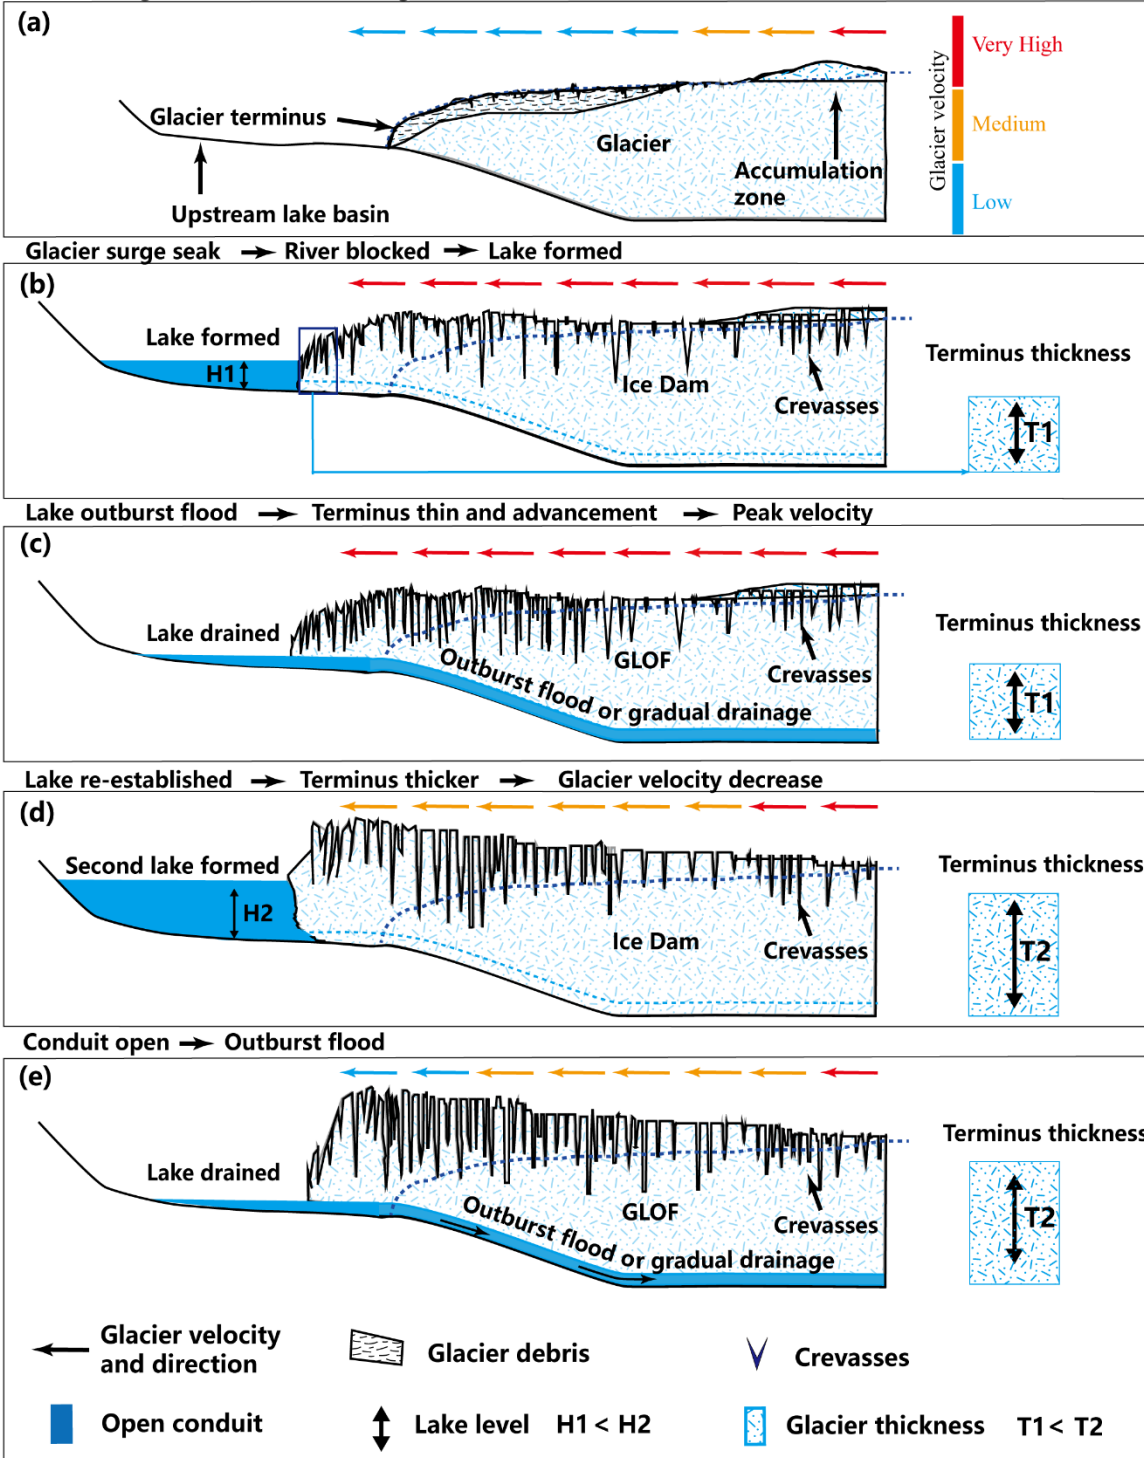 (a)
Very High
Medium
Low
Glacier velocity
Glacier terminus
Glacier
Accumulation
zone
Upstream lake basin
Glacier surge seak → River blocked → Lake formed
(b)
Lake formed
H1
Ice Dam
Crevasses
Terminus thickness
T1
Lake outburst flood → Terminus thin and advancement → Peak velocity
(c)
Lake drained
GLOF
Crevasses
Outburst flood or gradual drainage
Terminus thickness
T1
Lake re-established → Terminus thicker → Glacier velocity decrease
(d)
Second lake formed
H2
Ice Dam
Crevasses
Terminus thickness
T2
Conduit open → Outburst flood
(e)
Lake drained
GLOF
Crevasses
Outburst flood or gradual drainage
Terminus thickness
T2
Glacier velocity
and direction
Glacier debris
Crevasses
Open conduit
Lake level H1 < H2
Glacier thickness T1 < T2